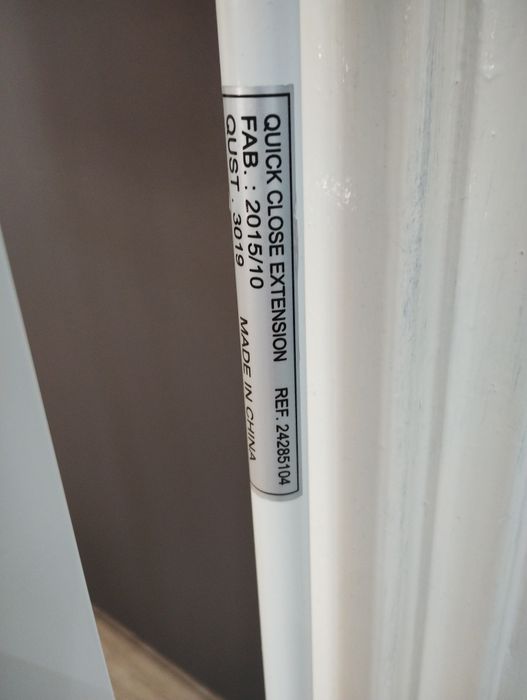 QUICK CLOSE EXTENSION REF. 24285104
FAB. : 2015/10
QUST . 3019 MADE IN CHINA